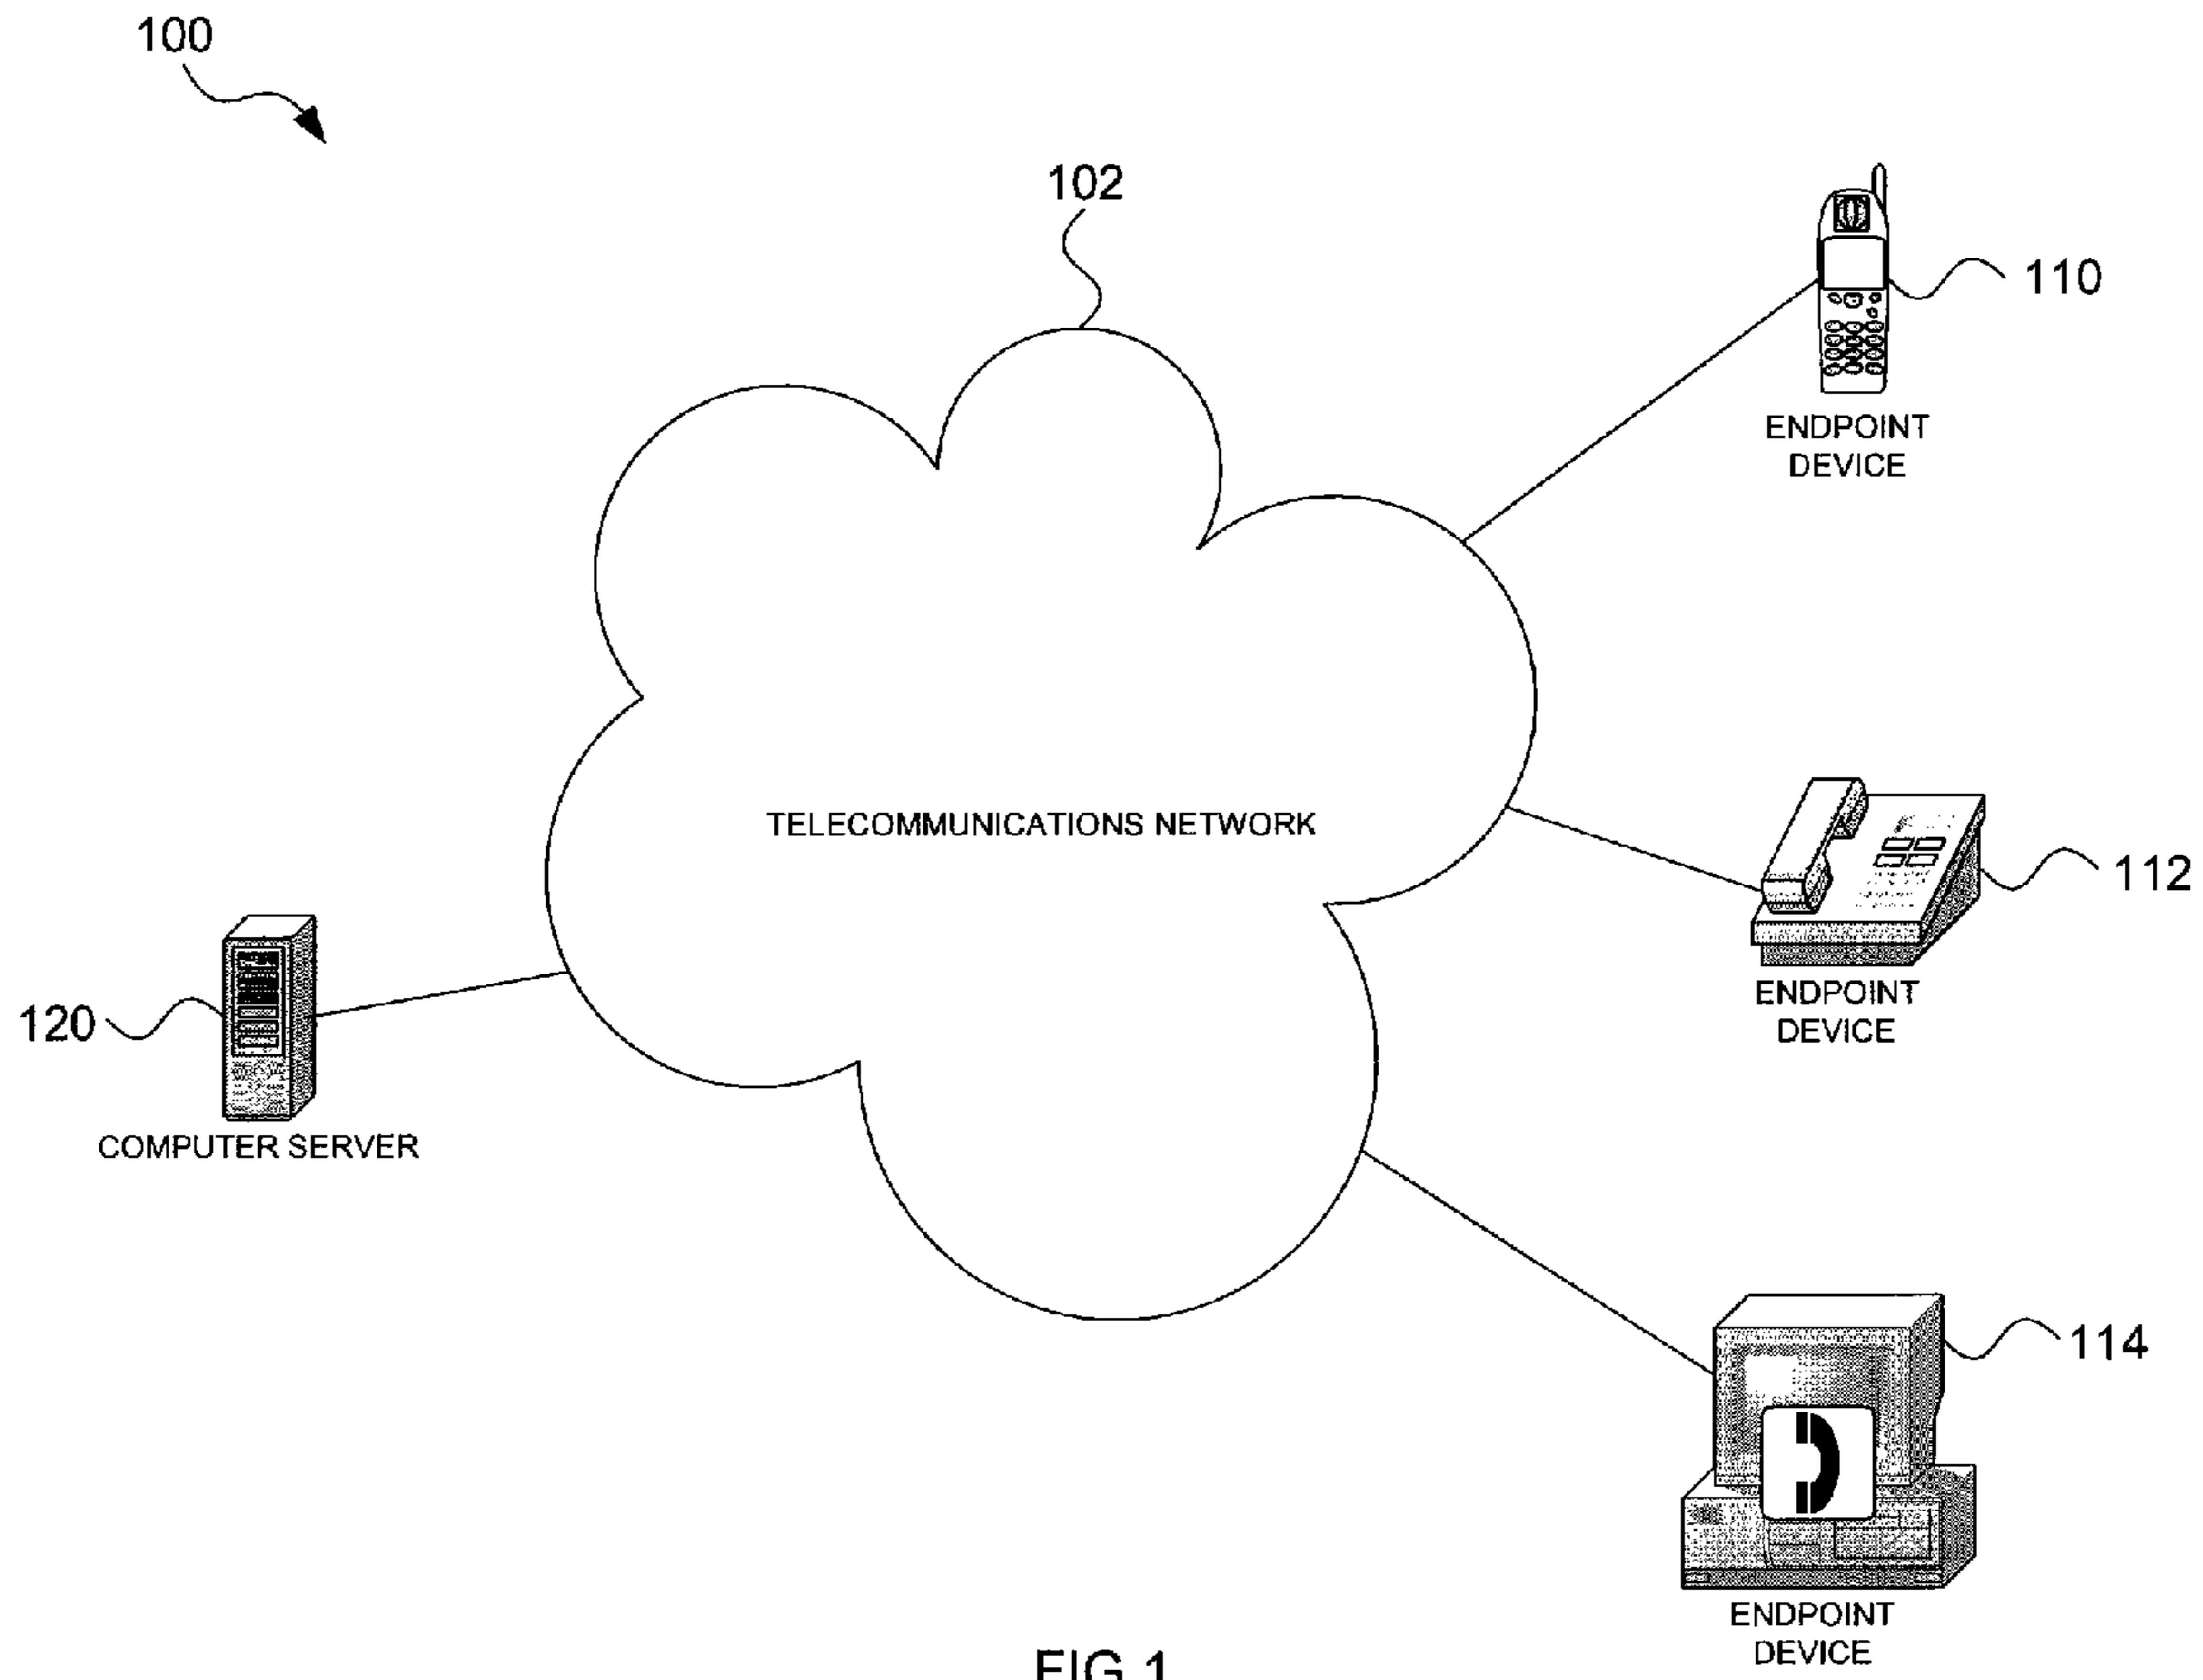 100
102
110
ENDPOINT
DEVICE
TELECOMMUNICATIONS NETWORK
112
ENDPOINT
DEVICE
120
COMPUTER SERVER
114
ENDPOINT
DEVICE
FIG.1